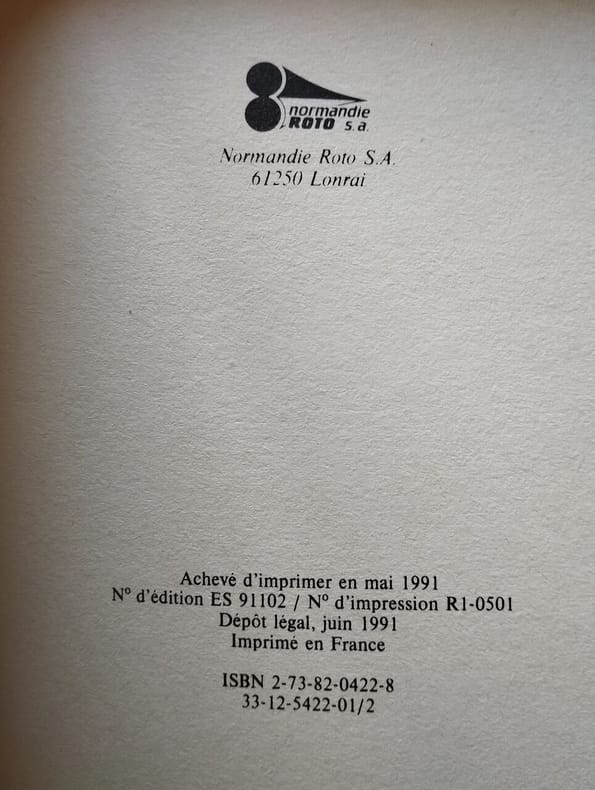 normandie
ROTO s.a.
Normandie Roto S.A.
61250 Lonrai
Achevé d'imprimer en mai 1991
N° d'édition ES 91102 / N° d'impression R1-0501
Dépôt légal, juin 1991
Imprimé en France
ISBN 2-73-82-0422-8
33-12-5422-01/2